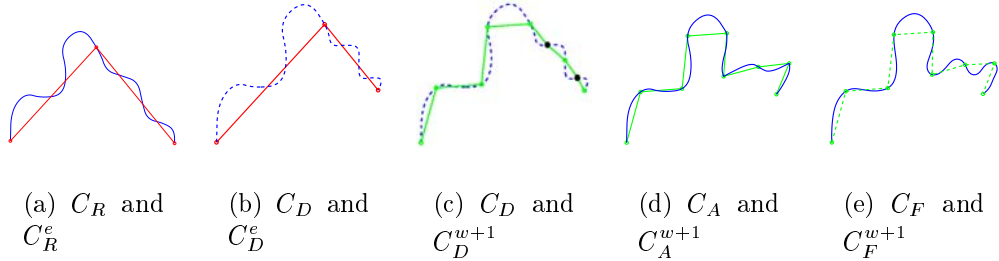 (a) $C_R$ and $C_R^e$
(b) $C_D$ and $C_D^e$
(c) $C_D$ and $C_D^{w+1}$
(d) $C_A$ and $C_A^{w+1}$
(e) $C_F$ and $C_F^{w+1}$